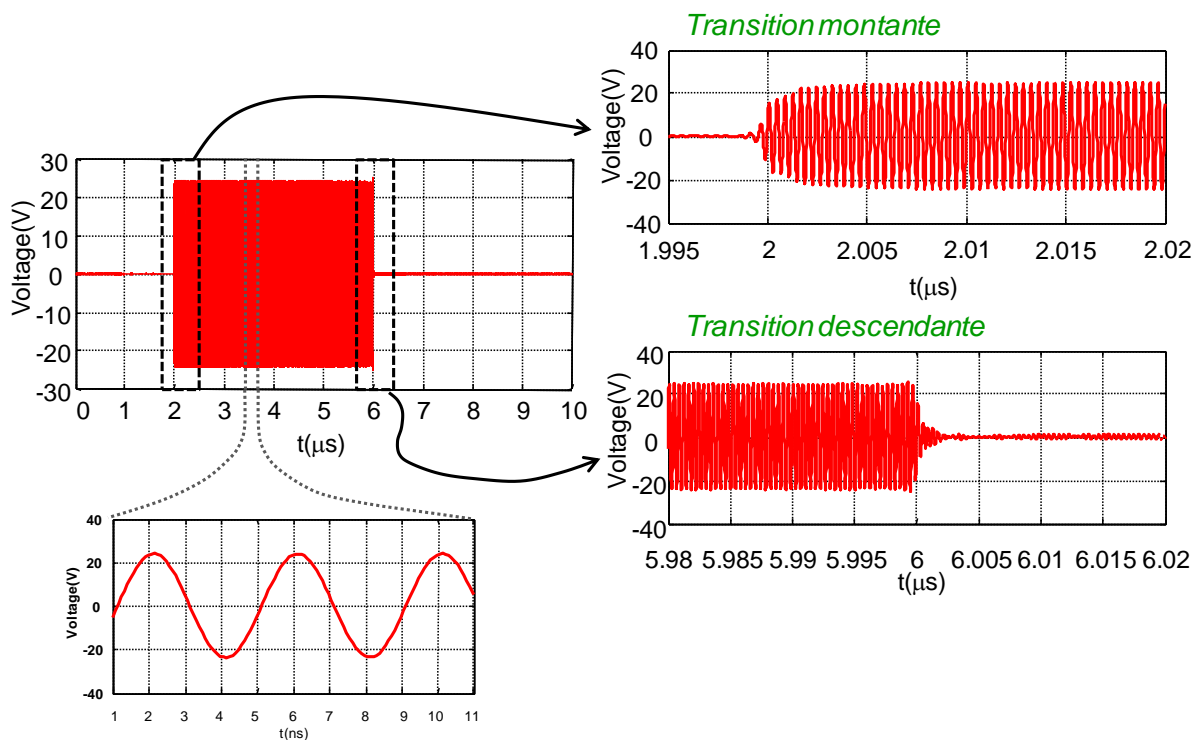 Transition montante
40
20
0
-20
-40
Voltage(V)
1.995 2 2.005 2.01 2.015 2.02
t(μs)
30
20
10
0
-10
-20
-30
Voltage(V)
0 1 2 3 4 5 6 7 8 9 10
t(μs)
Transition descendante
40
20
0
-20
-40
Voltage(V)
5.98 5.985 5.99 5.995 6 6.005 6.01 6.015 6.02
t(μs)
40
20
0
-20
-40
Voltage(V)
1 2 3 4 5 6 7 8 9 10 11
t(ns)